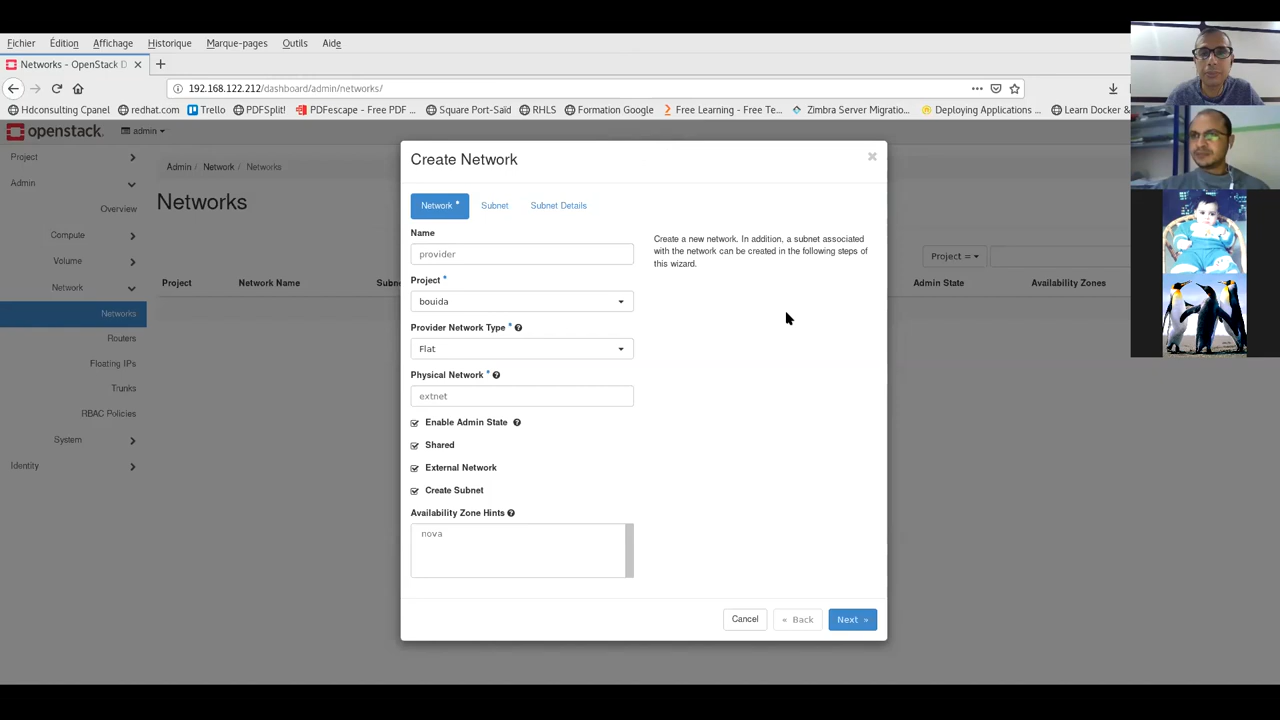 Fichier Édition Affichage Historique Marque-pages Outils Aide
Networks - OpenStack D
192.168.122.212/dashboard/admin/networks/
Hdconsulting Cpanel redhat.com Trello PDFSplit! PDFescape - Free PDF ... Square Port-Saïd RHLS Formation Google Free Learning - Free Te... Zimbra Server Migratio... Deploying Applications ... Learn Docker
openstack. admin
Project
Admin
Overview
Compute
Volume
Network
Networks
Routers
Floating IPs
Trunks
RBAC Policies
System
Identity
Admin / Network / Networks
Networks
Project =
Project Network Name Subn Admin State Availability Zones
Create Network
Network * Subnet Subnet Details
Name
provider
Project *
bouida
Provider Network Type *
Flat
Physical Network *
extnet
Enable Admin State
Shared
External Network
Create Subnet
Availability Zone Hints
nova
Create a new network. In addition, a subnet associated
with the network can be created in the following steps of
this wizard.
Cancel « Back Next »